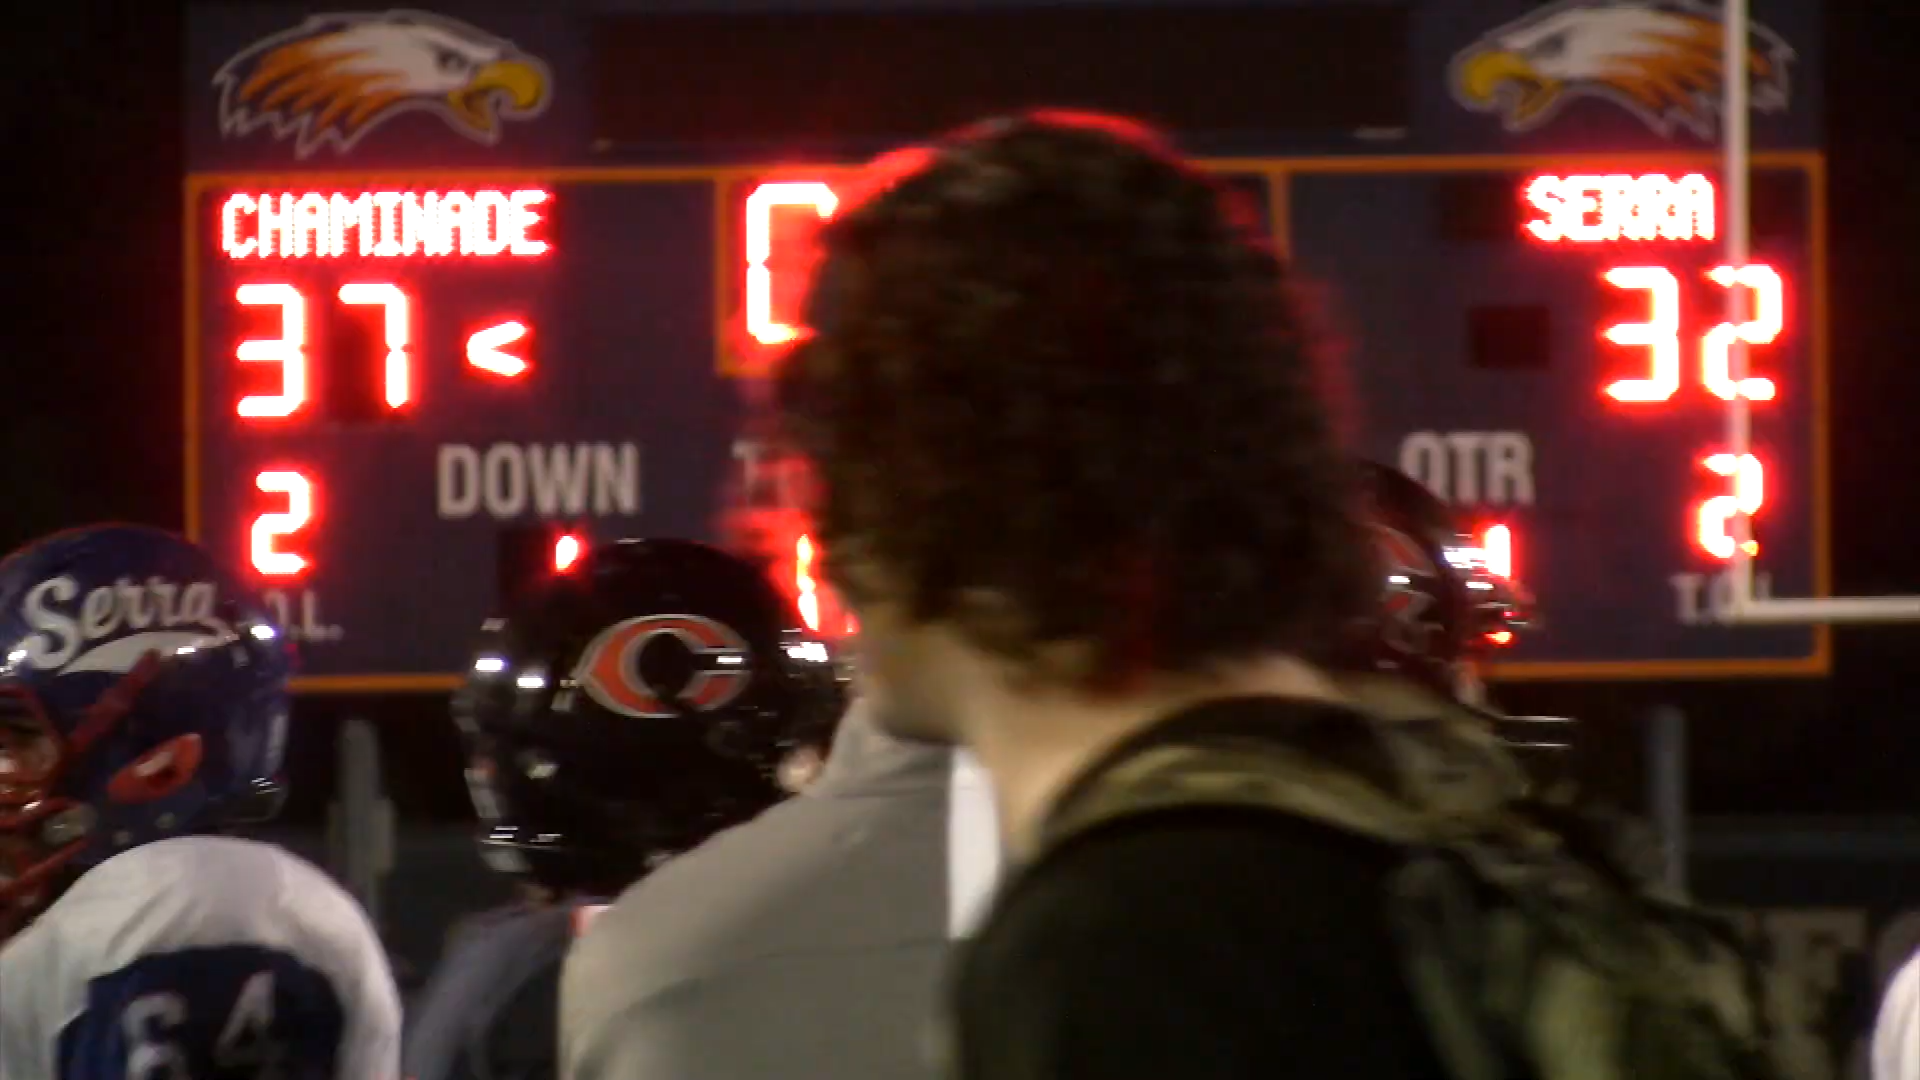 CHAMINADE
SERRA
37 <
32
DOWN
QTR
2
2
Serra
C
64